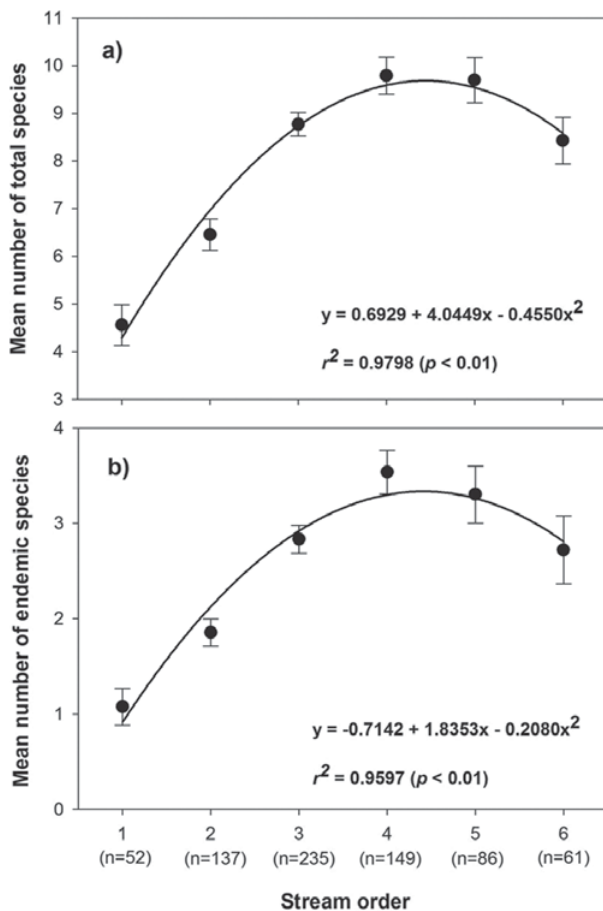 a)
Mean number of total species
11
10
9
8
7
6
5
4
3
y = 0.6929 + 4.0449x - 0.4550x²
r² = 0.9798 (p < 0.01)
b)
Mean number of endemic species
4
3
2
1
0
y = -0.7142 + 1.8353x - 0.2080x²
r² = 0.9597 (p < 0.01)
1 2 3 4 5 6
(n=52) (n=137) (n=235) (n=149) (n=86) (n=61)
Stream order